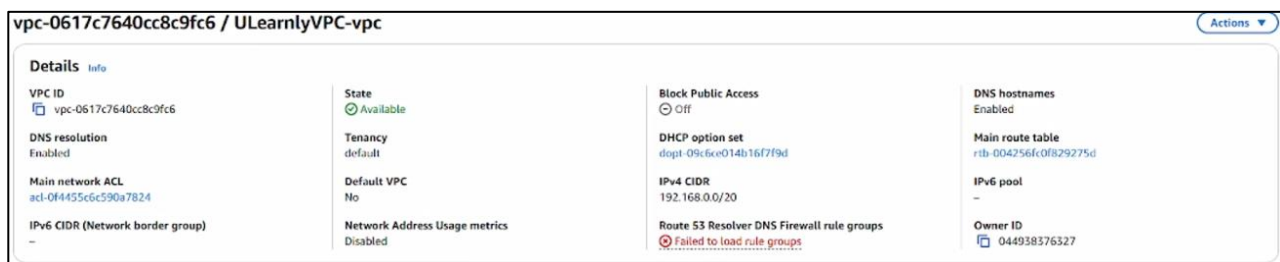 vpc-0617c7640cc8c9fc6 / ULearnlyVPC-vpc
Actions
Details Info
VPC ID
vpc-0617c7640cc8c9fc6
State
Available
Block Public Access
Off
DNS hostnames
Enabled
DNS resolution
Enabled
Tenancy
default
DHCP option set
dopt-09c6ce014b16f7f9d
Main route table
rtb-004256fc0f829275d
Main network ACL
acl-0f4455c6c590a7824
Default VPC
No
IPv4 CIDR
192.168.0.0/20
IPv6 pool
–
IPv6 CIDR (Network border group)
–
Network Address Usage metrics
Disabled
Route 53 Resolver DNS Firewall rule groups
Failed to load rule groups
Owner ID
044938376327